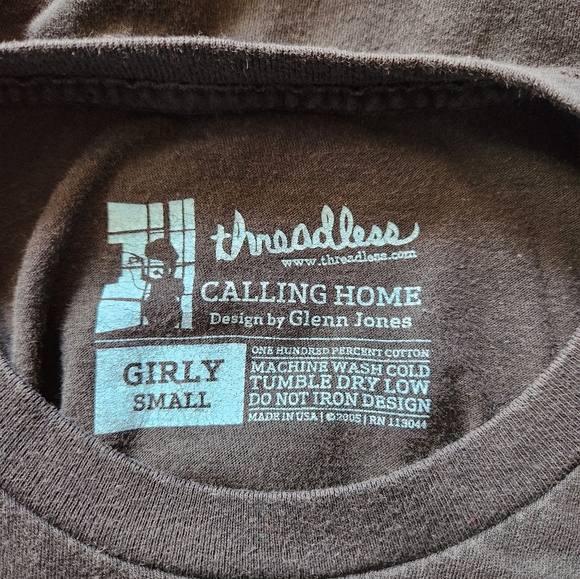 threadless
www.threadless.com
CALLING HOME
Design by Glenn Jones
GIRLY
SMALL
ONE HUNDRED PERCENT COTTON
MACHINE WASH COLD
TUMBLE DRY LOW
DO NOT IRON DESIGN
MADE IN USA | ©2005 | RN 113044